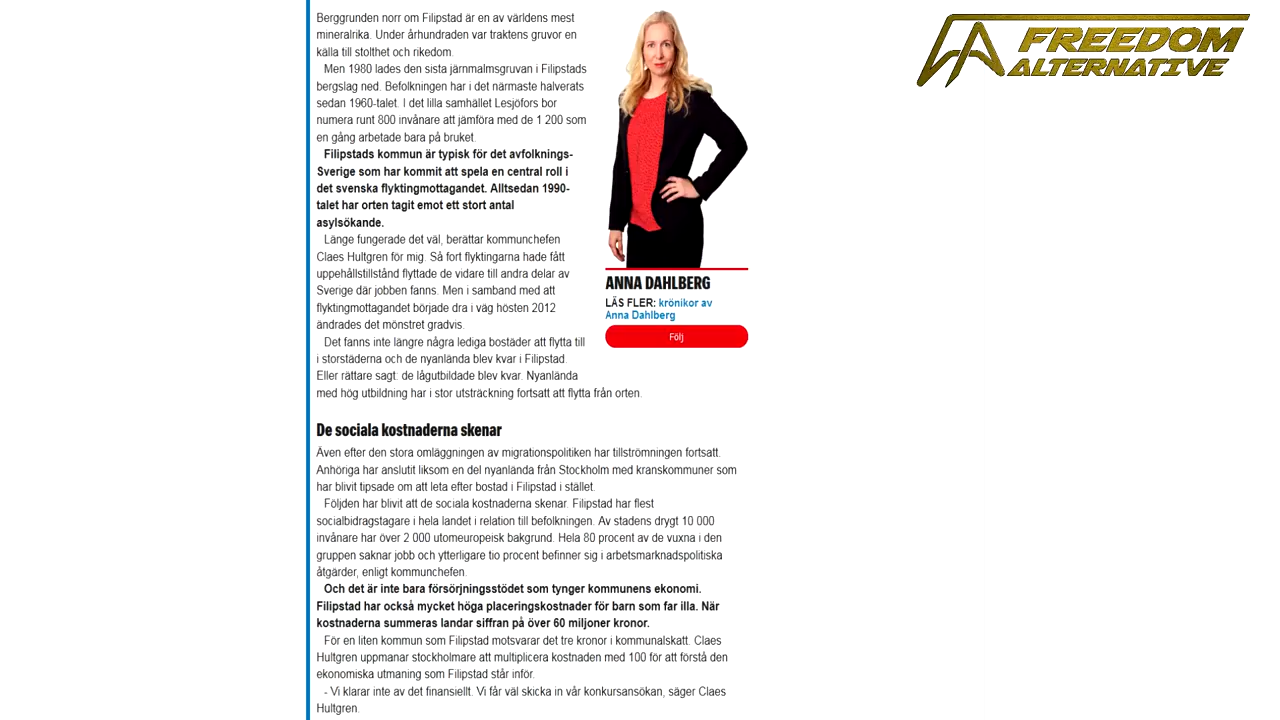 Berggrunden norr om Filipstad är en av världens mest
mineralrika. Under århundraden var traktens gruvor en
källa till stolthet och rikedom.
Men 1980 lades den sista järnmalmsgruvan i Filipstads
bergslag ned. Befolkningen har i det närmaste halverats
sedan 1960-talet. I det lilla samhället Lesjöfors bor
numera runt 800 invånare att jämföra med de 1 200 som
en gång arbetade bara på bruket.
Filipstads kommun är typisk för det avfolknings-
Sverige som har kommit att spela en central roll i
det svenska flyktingmottagandet. Alltsedan 1990-
talet har orten tagit emot ett stort antal
asylsökande.
Länge fungerade det väl, berättar kommunchefen
Claes Hultgren för mig. Så fort flyktingarna hade fått
uppehållstillstånd flyttade de vidare till andra delar av
Sverige där jobben fanns. Men i samband med att
flyktingmottagandet började dra i väg hösten 2012
ändrades det mönstret gradvis.
Det fanns inte längre några lediga bostäder att flytta till
i storstäderna och de nyanlända blev kvar i Filipstad.
Eller rättare sagt: de lågutbildade blev kvar. Nyanlända
med hög utbildning har i stor utsträckning fortsatt att flytta från orten.
De sociala kostnaderna skenar
Även efter den stora omläggningen av migrationspolitiken har tillströmningen fortsatt.
Anhöriga har anslutit liksom en del nyanlända från Stockholm med kranskommuner som
har blivit tipsade om att leta efter bostad i Filipstad i stället.
Följden har blivit att de sociala kostnaderna skenar. Filipstad har flest
socialbidragstagare i hela landet i relation till befolkningen. Av stadens drygt 10 000
invånare har över 2 000 utomeuropeisk bakgrund. Hela 80 procent av de vuxna i den
gruppen saknar jobb och ytterligare tio procent befinner sig i arbetsmarknadspolitiska
åtgärder, enligt kommunchefen.
Och det är inte bara försörjningsstödet som tynger kommunens ekonomi.
Filipstad har också mycket höga placeringskostnader för barn som far illa. När
kostnaderna summeras landar siffran på över 60 miljoner kronor.
För en liten kommun som Filipstad motsvarar det tre kronor i kommunalskatt. Claes
Hultgren uppmanar stockholmare att multiplicera kostnaden med 100 för att förstå den
ekonomiska utmaning som Filipstad står inför.
- Vi klarar inte av det finansiellt. Vi får väl skicka in vår konkursansökan, säger Claes
Hultgren.
ANNA DAHLBERG
LÄS FLER: krönikor av
Anna Dahlberg
Följ
FA FREEDOM
ALTERNATIVE